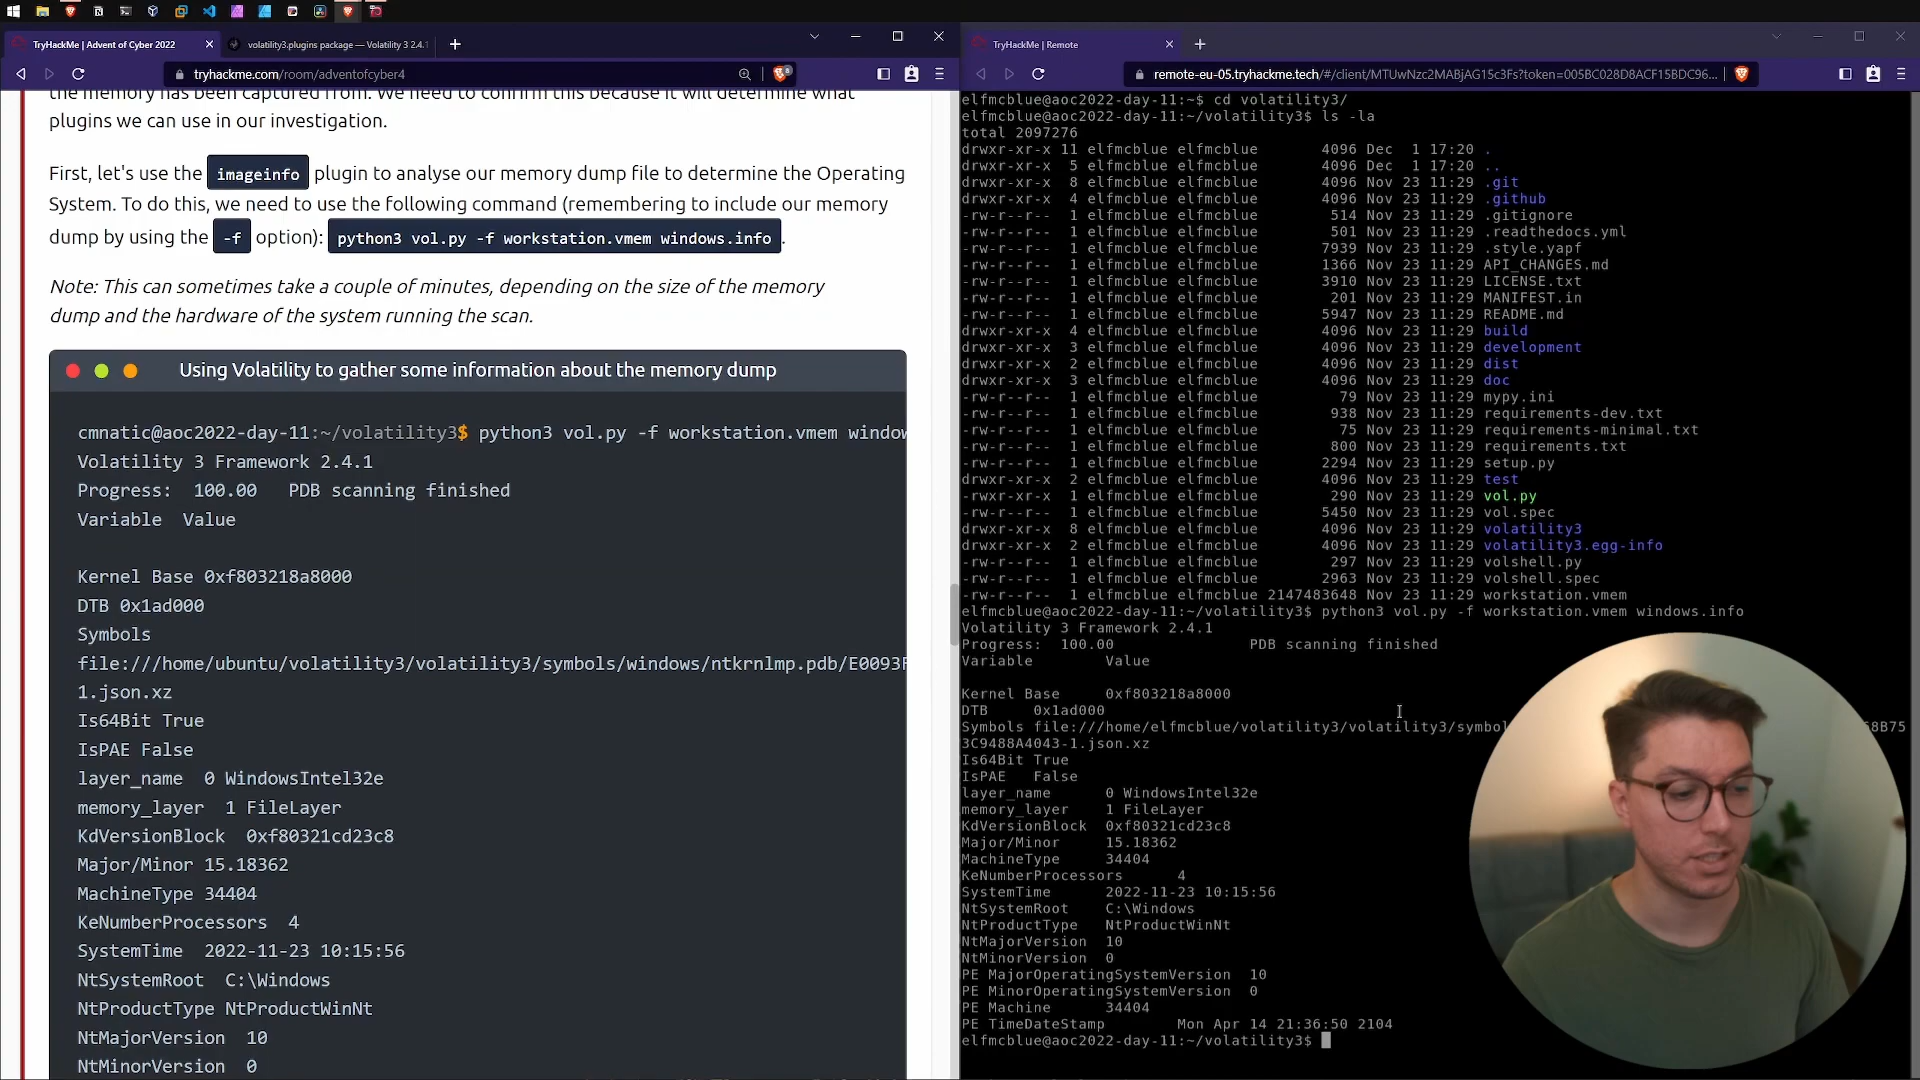 TryHackMe | Advent of Cyber 2022
volatility3.plugins package — Volatility 3 2.4.1
tryhackme.com/room/adventofcyber4
the memory has been captured from. We need to confirm this because it will determine what
plugins we can use in our investigation.
First, let's use the imageinfo plugin to analyse our memory dump file to determine the Operating
System. To do this, we need to use the following command (remembering to include our memory
dump by using the -f option): python3 vol.py -f workstation.vmem windows.info .
Note: This can sometimes take a couple of minutes, depending on the size of the memory
dump and the hardware of the system running the scan.
Using Volatility to gather some information about the memory dump
cmnatic@aoc2022-day-11:~/volatility3$ python3 vol.py -f workstation.vmem window
Volatility 3 Framework 2.4.1
Progress: 100.00 PDB scanning finished
Variable Value
Kernel Base 0xf803218a8000
DTB 0x1ad000
Symbols
file:///home/ubuntu/volatility3/volatility3/symbols/windows/ntkrnlmp.pdb/E0093F
1.json.xz
Is64Bit True
IsPAE False
layer_name 0 WindowsIntel32e
memory_layer 1 FileLayer
KdVersionBlock 0xf80321cd23c8
Major/Minor 15.18362
MachineType 34404
KeNumberProcessors 4
SystemTime 2022-11-23 10:15:56
NtSystemRoot C:\Windows
NtProductType NtProductWinNt
NtMajorVersion 10
NtMinorVersion 0
TryHackMe | Remote
remote-eu-05.tryhackme.tech/#/client/MTUwNzc2MABjAG15c3Fs?token=005BC028D8ACF15BDC96...
elfmcblue@aoc2022-day-11:~$ cd volatility3/
elfmcblue@aoc2022-day-11:~/volatility3$ ls -la
total 2097276
drwxr-xr-x 11 elfmcblue elfmcblue 4096 Dec 1 17:20 .
drwxr-xr-x 5 elfmcblue elfmcblue 4096 Dec 1 17:20 ..
drwxr-xr-x 8 elfmcblue elfmcblue 4096 Nov 23 11:29 .git
drwxr-xr-x 4 elfmcblue elfmcblue 4096 Nov 23 11:29 .github
-rw-r--r-- 1 elfmcblue elfmcblue 514 Nov 23 11:29 .gitignore
-rw-r--r-- 1 elfmcblue elfmcblue 501 Nov 23 11:29 .readthedocs.yml
-rw-r--r-- 1 elfmcblue elfmcblue 7939 Nov 23 11:29 .style.yapf
-rw-r--r-- 1 elfmcblue elfmcblue 1366 Nov 23 11:29 API_CHANGES.md
-rw-r--r-- 1 elfmcblue elfmcblue 3910 Nov 23 11:29 LICENSE.txt
-rw-r--r-- 1 elfmcblue elfmcblue 201 Nov 23 11:29 MANIFEST.in
-rw-r--r-- 1 elfmcblue elfmcblue 5947 Nov 23 11:29 README.md
drwxr-xr-x 4 elfmcblue elfmcblue 4096 Nov 23 11:29 build
drwxr-xr-x 3 elfmcblue elfmcblue 4096 Nov 23 11:29 development
drwxr-xr-x 2 elfmcblue elfmcblue 4096 Nov 23 11:29 dist
drwxr-xr-x 3 elfmcblue elfmcblue 4096 Nov 23 11:29 doc
-rw-r--r-- 1 elfmcblue elfmcblue 79 Nov 23 11:29 mypy.ini
-rw-r--r-- 1 elfmcblue elfmcblue 938 Nov 23 11:29 requirements-dev.txt
-rw-r--r-- 1 elfmcblue elfmcblue 75 Nov 23 11:29 requirements-minimal.txt
-rw-r--r-- 1 elfmcblue elfmcblue 800 Nov 23 11:29 requirements.txt
-rw-r--r-- 1 elfmcblue elfmcblue 2294 Nov 23 11:29 setup.py
drwxr-xr-x 2 elfmcblue elfmcblue 4096 Nov 23 11:29 test
-rwxr-xr-x 1 elfmcblue elfmcblue 290 Nov 23 11:29 vol.py
-rw-r--r-- 1 elfmcblue elfmcblue 5450 Nov 23 11:29 vol.spec
drwxr-xr-x 8 elfmcblue elfmcblue 4096 Nov 23 11:29 volatility3
drwxr-xr-x 2 elfmcblue elfmcblue 4096 Nov 23 11:29 volatility3.egg-info
-rw-r--r-- 1 elfmcblue elfmcblue 297 Nov 23 11:29 volshell.py
-rw-r--r-- 1 elfmcblue elfmcblue 2963 Nov 23 11:29 volshell.spec
-rw-r--r-- 1 elfmcblue elfmcblue 2147483648 Nov 23 11:29 workstation.vmem
elfmcblue@aoc2022-day-11:~/volatility3$ python3 vol.py -f workstation.vmem windows.info
Volatility 3 Framework 2.4.1
Progress: 100.00 PDB scanning finished
Variable Value
Kernel Base 0xf803218a8000
DTB 0x1ad000
Symbols file:///home/elfmcblue/volatility3/volatility3/symbol 8B75
3C9488A4043-1.json.xz
Is64Bit True
IsPAE False
layer_name 0 WindowsIntel32e
memory_layer 1 FileLayer
KdVersionBlock 0xf80321cd23c8
Major/Minor 15.18362
MachineType 34404
KeNumberProcessors 4
SystemTime 2022-11-23 10:15:56
NtSystemRoot C:\Windows
NtProductType NtProductWinNt
NtMajorVersion 10
NtMinorVersion 0
PE MajorOperatingSystemVersion 10
PE MinorOperatingSystemVersion 0
PE Machine 34404
PE TimeDateStamp Mon Apr 14 21:36:50 2104
elfmcblue@aoc2022-day-11:~/volatility3$